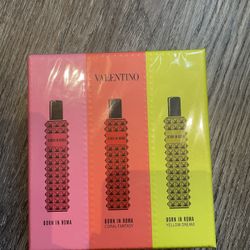 VALENTINO
BORN IN ROMA
BORN IN ROMA
CORAL FANTASY
BORN IN ROMA
YELLOW DREAM